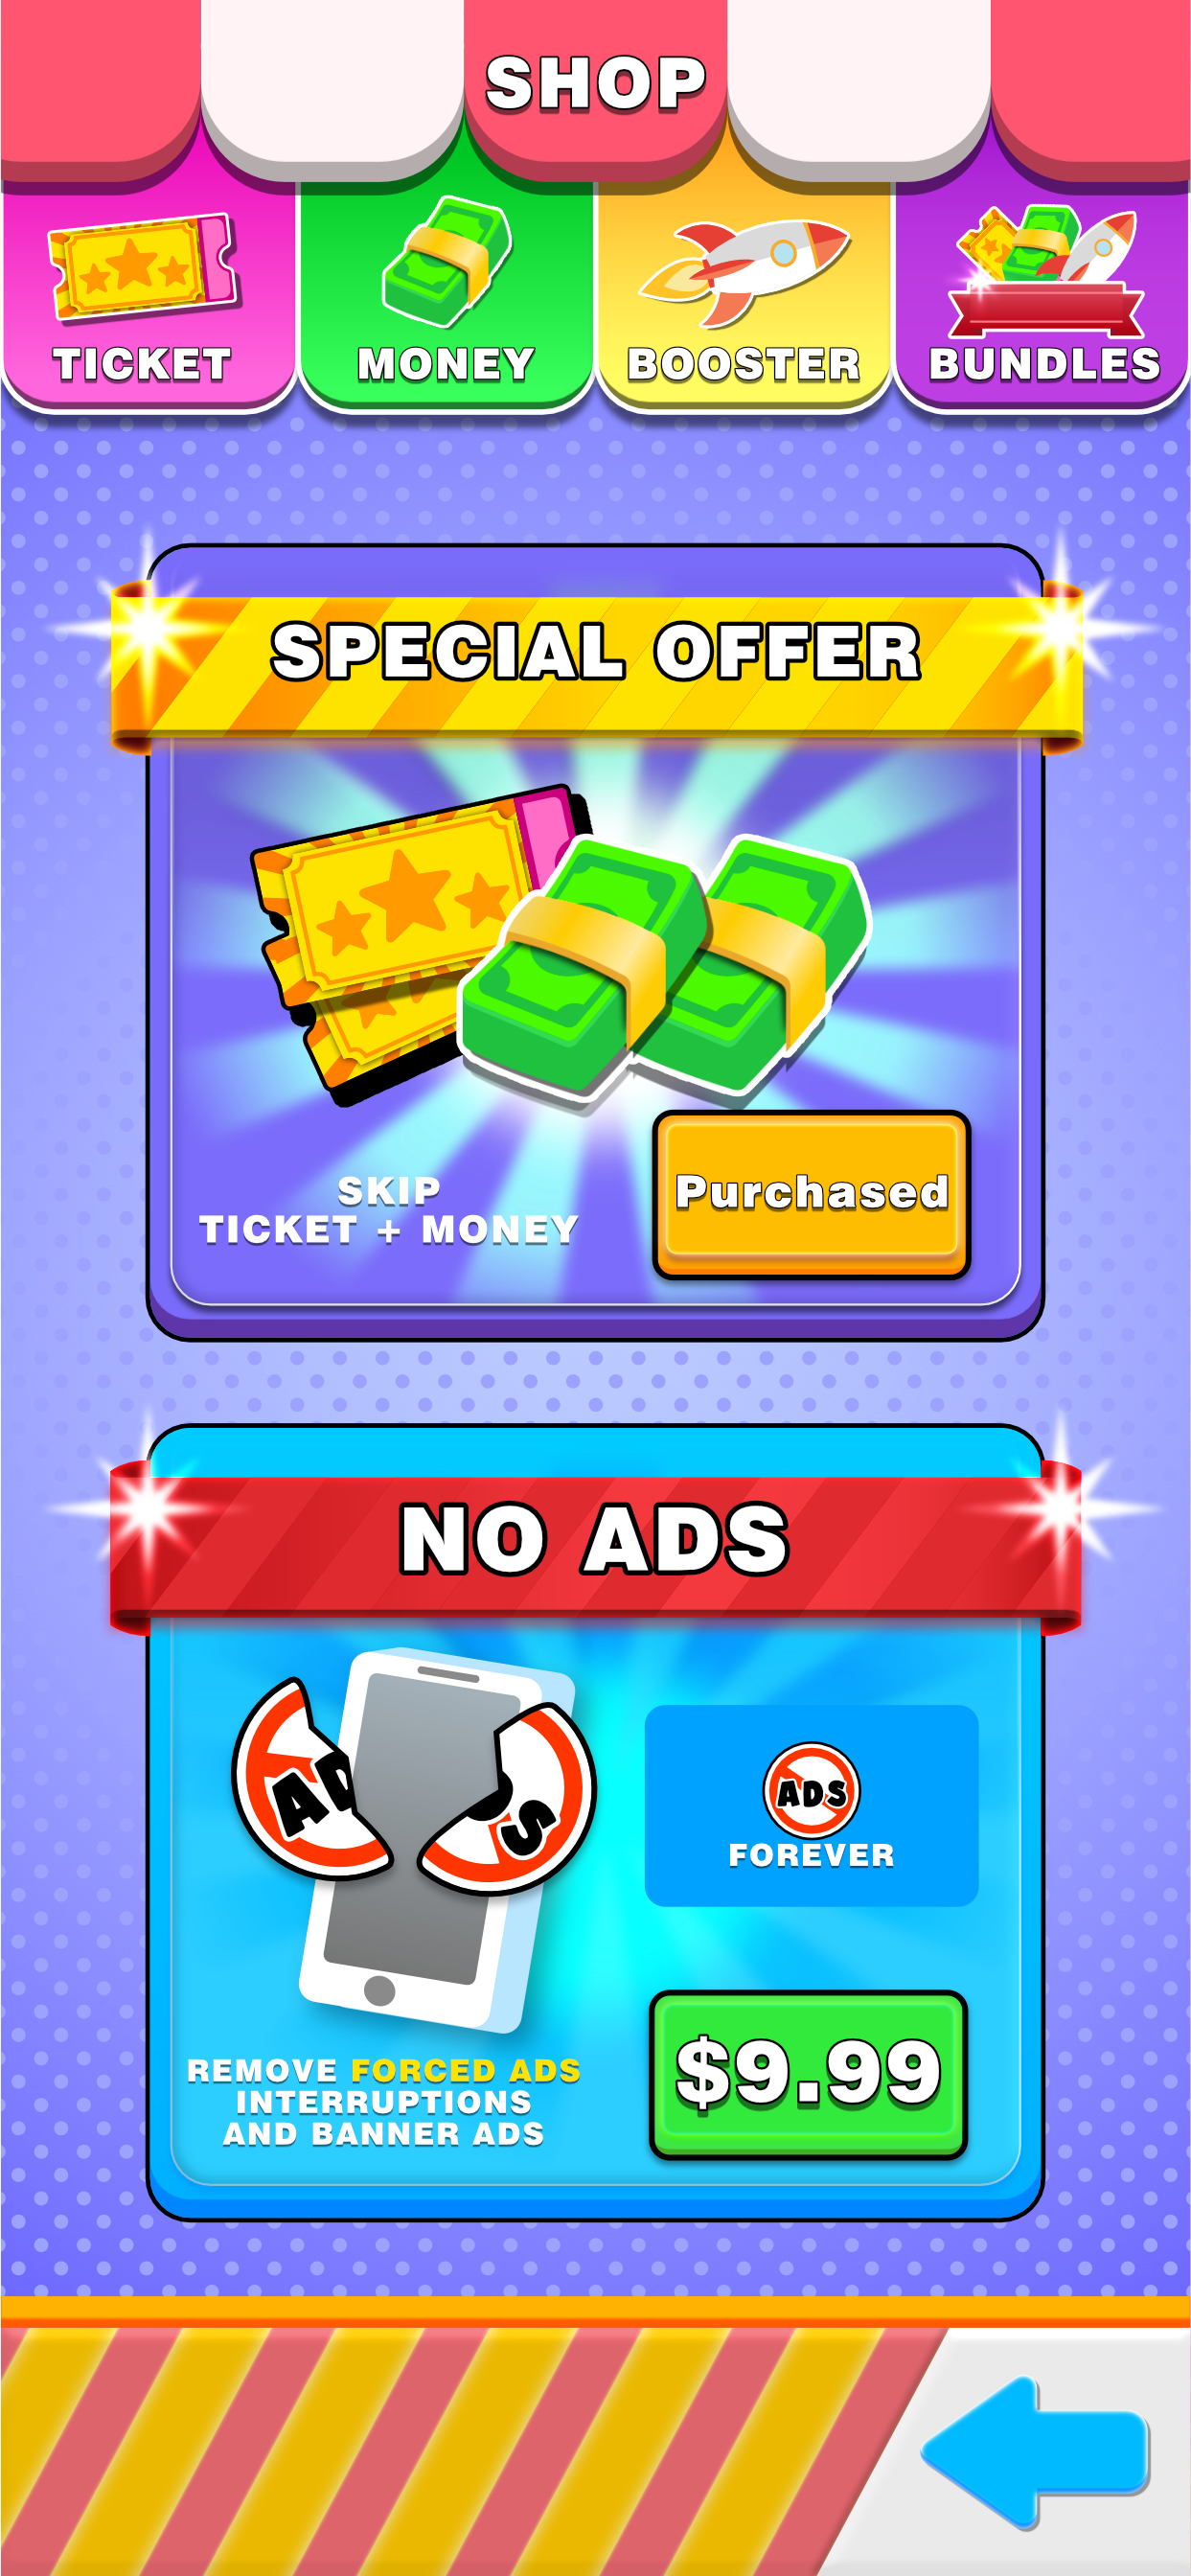 SHOP
TICKET
MONEY
BOOSTER
BUNDLES
SPECIAL OFFER
SKIP
TICKET + MONEY
Purchased
NO ADS
ADS
ADS
FOREVER
REMOVE FORCED ADS
INTERRUPTIONS
AND BANNER ADS
$9.99